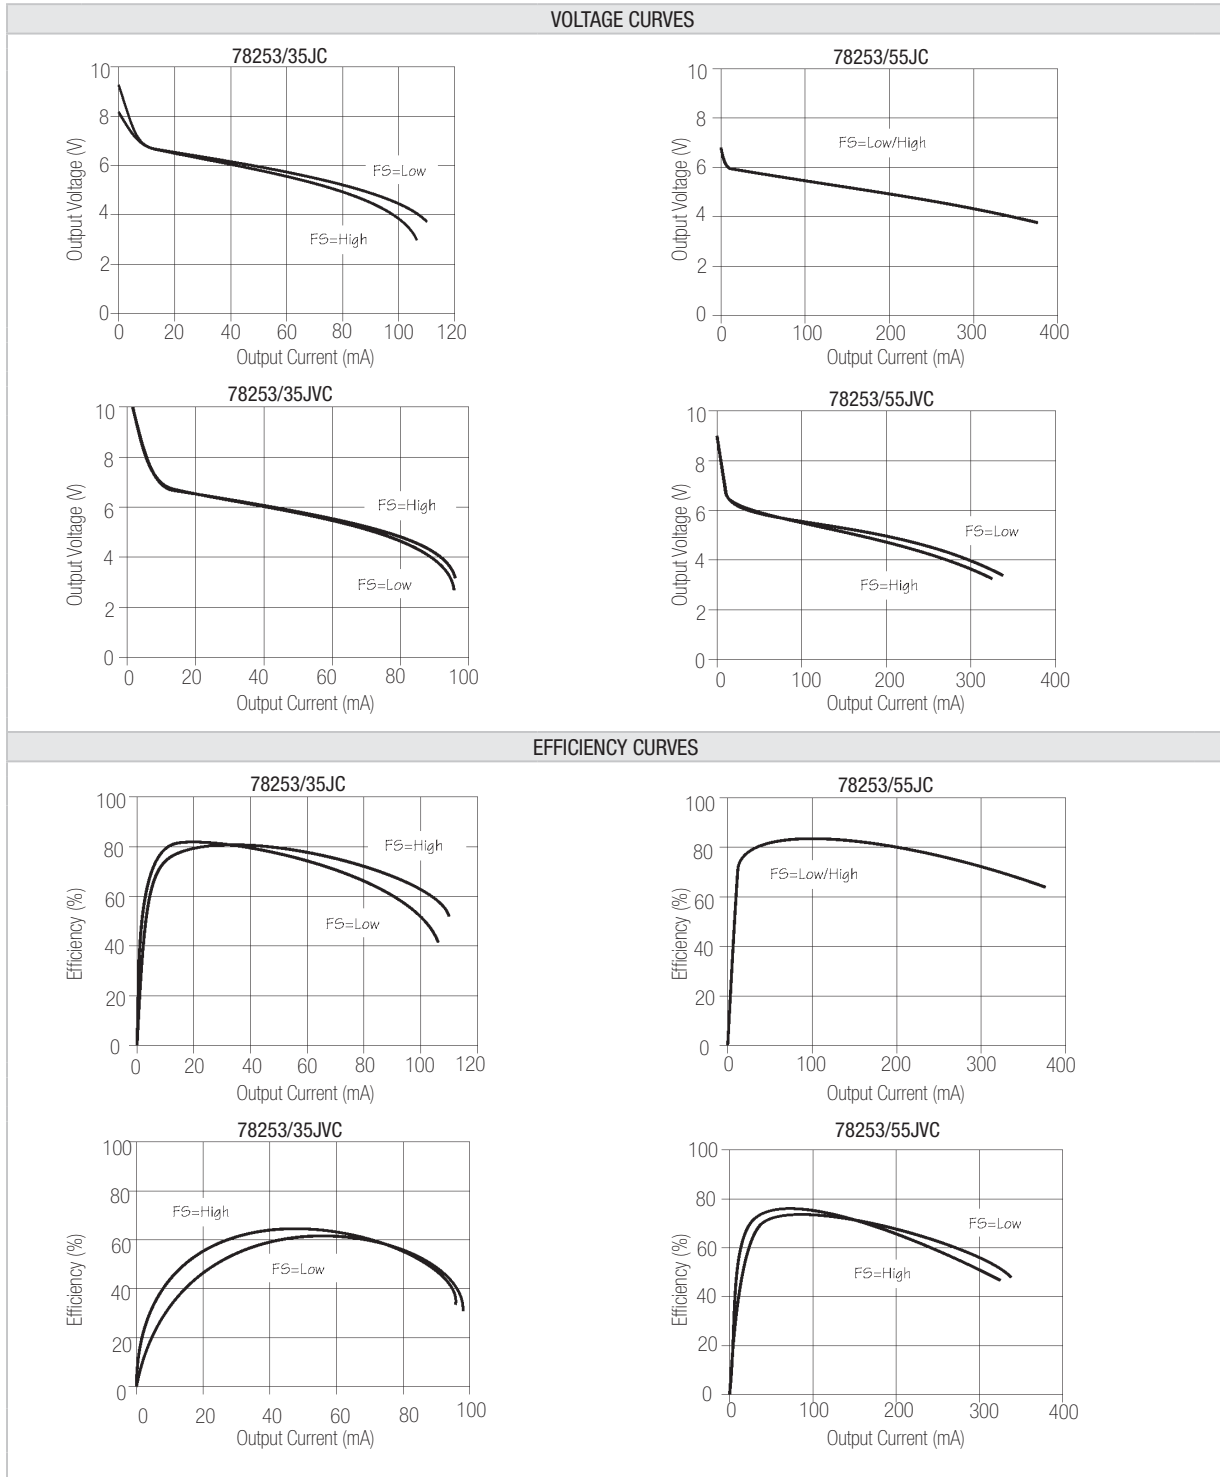 VOLTAGE CURVES
78253/35JC
10
8
6
4
2
0
0 20 40 60 80 100 120
Output Voltage (V)
Output Current (mA)
FS=Low
FS=High
78253/55JC
10
8
6
4
2
0
0 100 200 300 400
Output Voltage (V)
Output Current (mA)
FS=Low/High
78253/35JVC
10
8
6
4
2
0
0 20 40 60 80 100
Output Voltage (V)
Output Current (mA)
FS=High
FS=Low
78253/55JVC
10
8
6
4
2
0
0 100 200 300 400
Output Voltage (V)
Output Current (mA)
FS=Low
FS=High
EFFICIENCY CURVES
78253/35JC
100
80
60
40
20
0
0 20 40 60 80 100 120
Efficiency (%)
Output Current (mA)
FS=High
FS=Low
78253/55JC
100
80
60
40
20
0
0 100 200 300 400
Efficiency (%)
Output Current (mA)
FS=Low/High
78253/35JVC
100
80
60
40
20
0
0 20 40 60 80 100
Efficiency (%)
Output Current (mA)
FS=High
FS=Low
78253/55JVC
100
80
60
40
20
0
0 100 200 300 400
Efficiency (%)
Output Current (mA)
FS=Low
FS=High